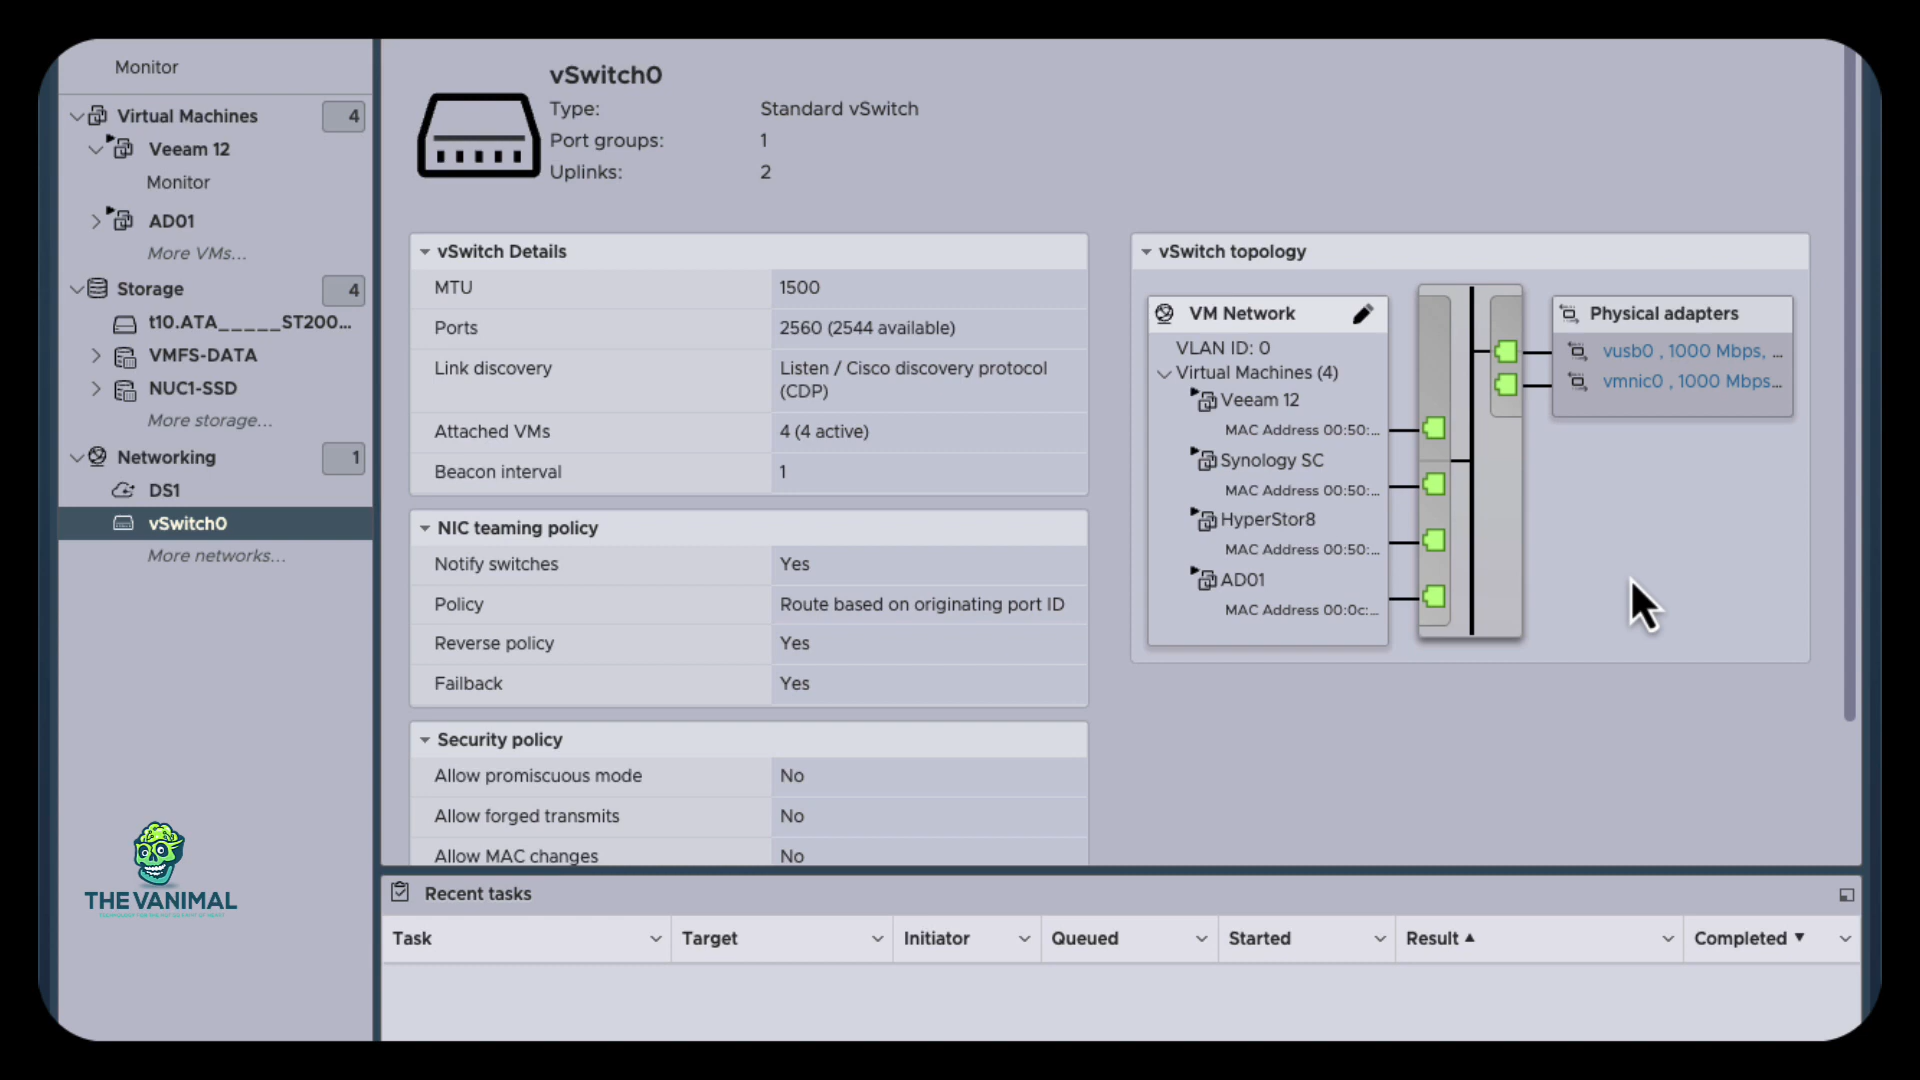 Monitor
Virtual Machines 4
Veeam 12
Monitor
AD01
More VMs...
Storage 4
t10.ATA_____ST200...
VMFS-DATA
NUC1-SSD
More storage...
Networking 1
DS1
vSwitch0
More networks...
THE VANIMAL
vSwitch0
Type: Standard vSwitch
Port groups: 1
Uplinks: 2
vSwitch Details
MTU 1500
Ports 2560 (2544 available)
Link discovery Listen / Cisco discovery protocol
(CDP)
Attached VMs 4 (4 active)
Beacon interval 1
NIC teaming policy
Notify switches Yes
Policy Route based on originating port ID
Reverse policy Yes
Failback Yes
Security policy
Allow promiscuous mode No
Allow forged transmits No
Allow MAC changes No
vSwitch topology
VM Network
VLAN ID: 0
Virtual Machines (4)
Veeam 12
MAC Address 00:50:...
Synology SC
MAC Address 00:50:...
HyperStor8
MAC Address 00:50:...
AD01
MAC Address 00:0c:...
Physical adapters
vusb0 , 1000 Mbps, ...
vmnic0 , 1000 Mbps...
Recent tasks
Task Target Initiator Queued Started Result Completed